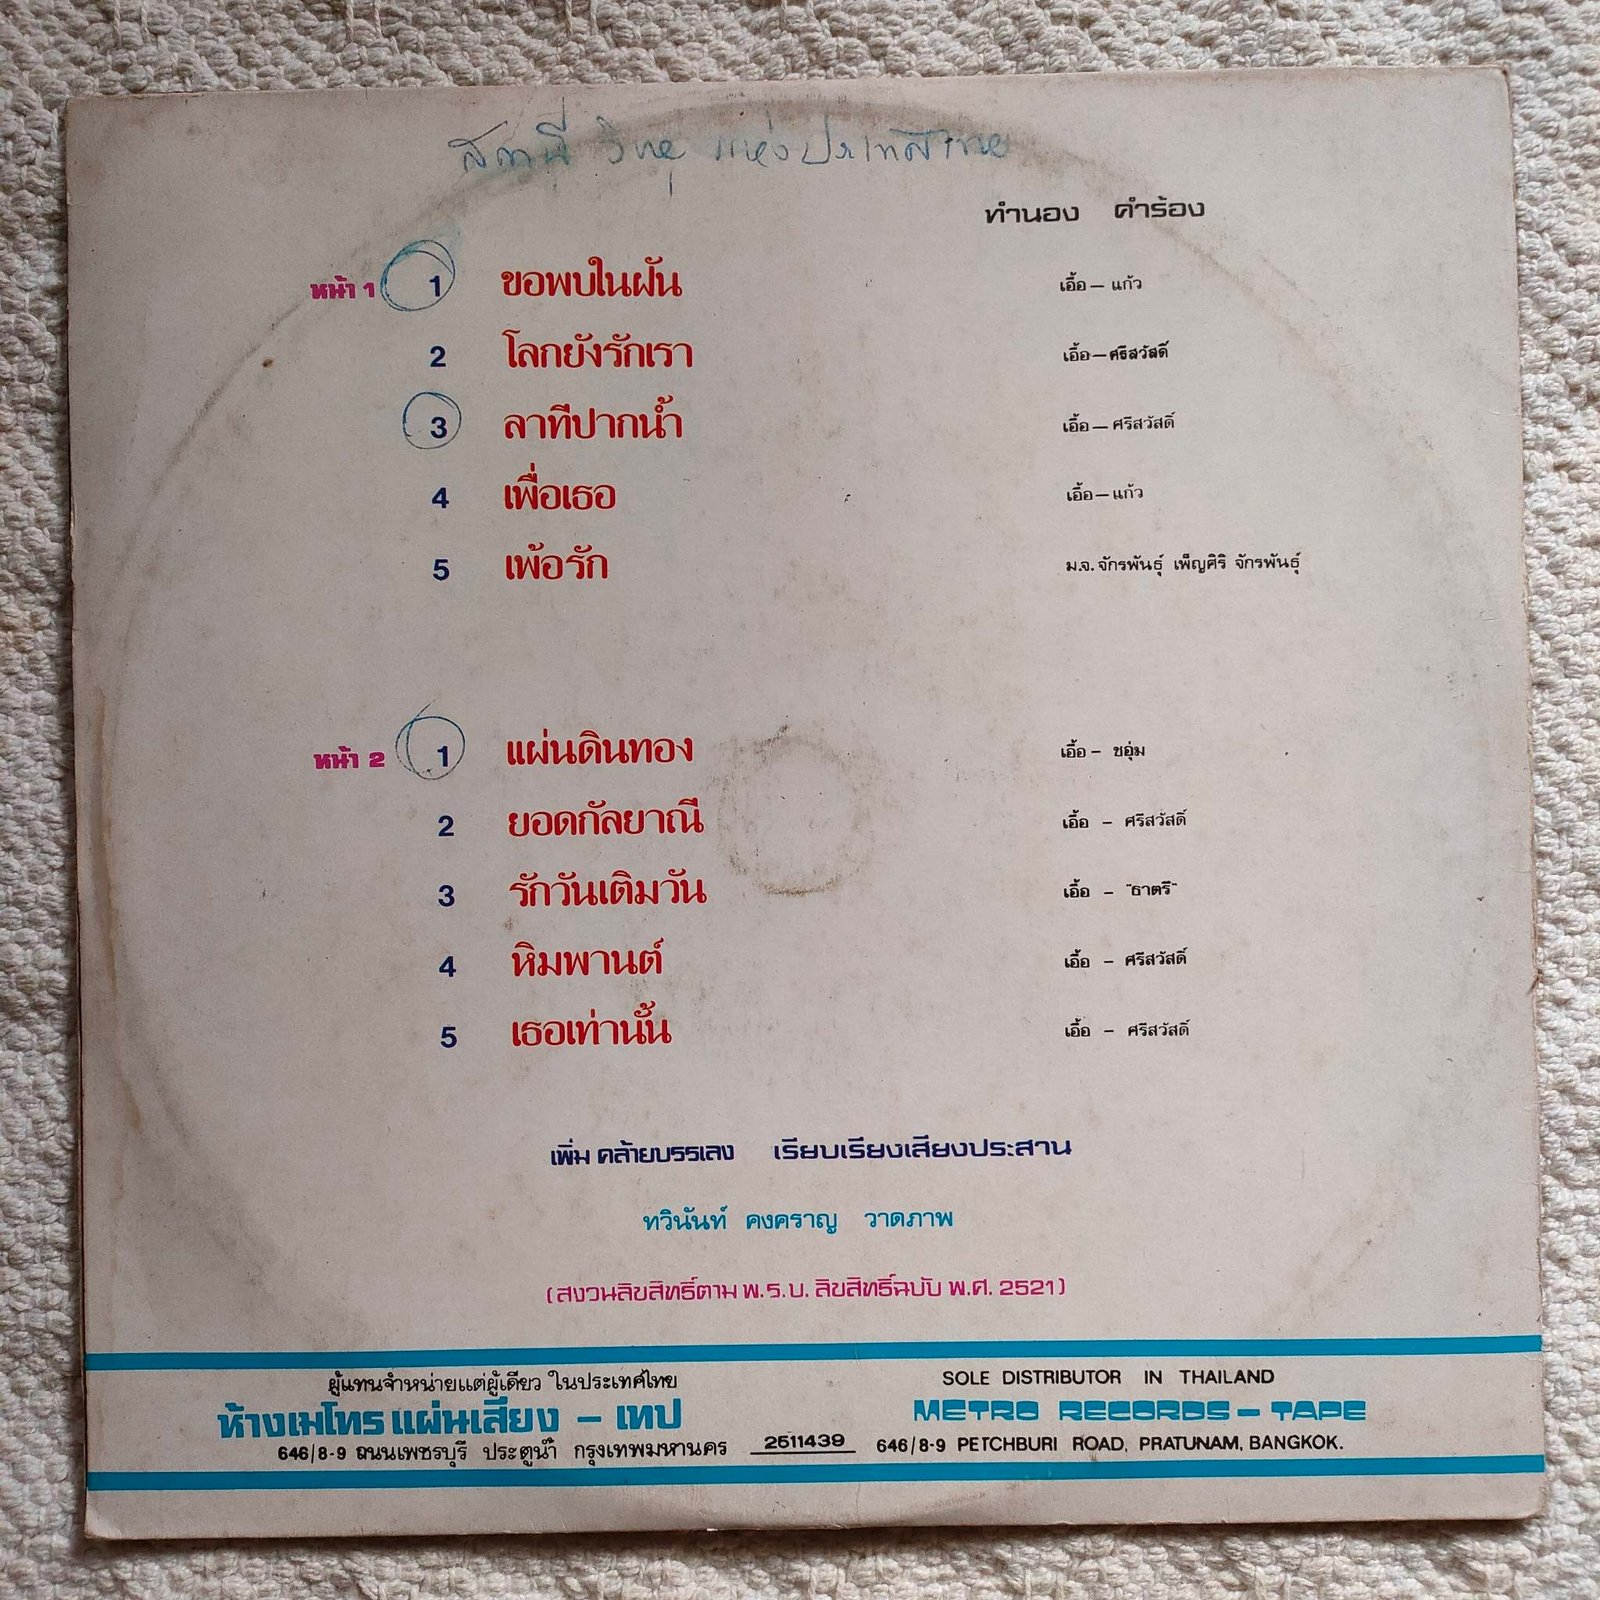 สถานี วิทยุ แห่งประเทศไทย
ทำนอง คำร้อง
หน้า 1 1 ขอพบในฝัน เอื้อ – แก้ว
2 โลกยังรักเรา เอื้อ – ศรีสวัสดิ์
3 ลาทีปากน้ำ เอื้อ – ศรีสวัสดิ์
4 เพื่อเธอ เอื้อ – แก้ว
5 เพ้อรัก ม.จ. จักรพันธุ์ เพ็ญศิริ จักรพันธุ์
หน้า 2 1 แผ่นดินทอง เอื้อ – ชอุ่ม
2 ยอดกัลยาณี เอื้อ – ศรีสวัสดิ์
3 รักวันเติมวัน เอื้อ – "ธาตรี"
4 หิมพานต์ เอื้อ – ศรีสวัสดิ์
5 เธอเท่านั้น เอื้อ – ศรีสวัสดิ์
เพิ่ม คล้ายบรรเลง เรียบเรียงเสียงประสาน
ทวินันท์ คงคราญ วาดภาพ
(สงวนลิขสิทธิ์ตาม พ.ร.บ. ลิขสิทธิ์ฉบับ พ.ศ. 2521)
ผู้แทนจำหน่ายแต่ผู้เดียว ในประเทศไทย
ห้างเมโทรแผ่นเสียง – เทป
646/8-9 ถนนเพชรบุรี ประตูน้ำ กรุงเทพมหานคร
2511439
SOLE DISTRIBUTOR IN THAILAND
METRO RECORDS – TAPE
646/8-9 PETCHBURI ROAD, PRATUNAM, BANGKOK.